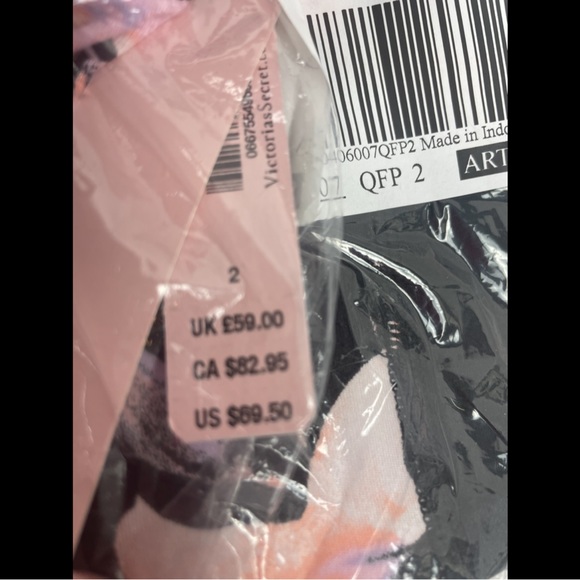 VictoriasSecret.
2
UK £59.00
CA $82.95
US $69.50
406007QFP2 Made in Indo
07 QFP 2
ART